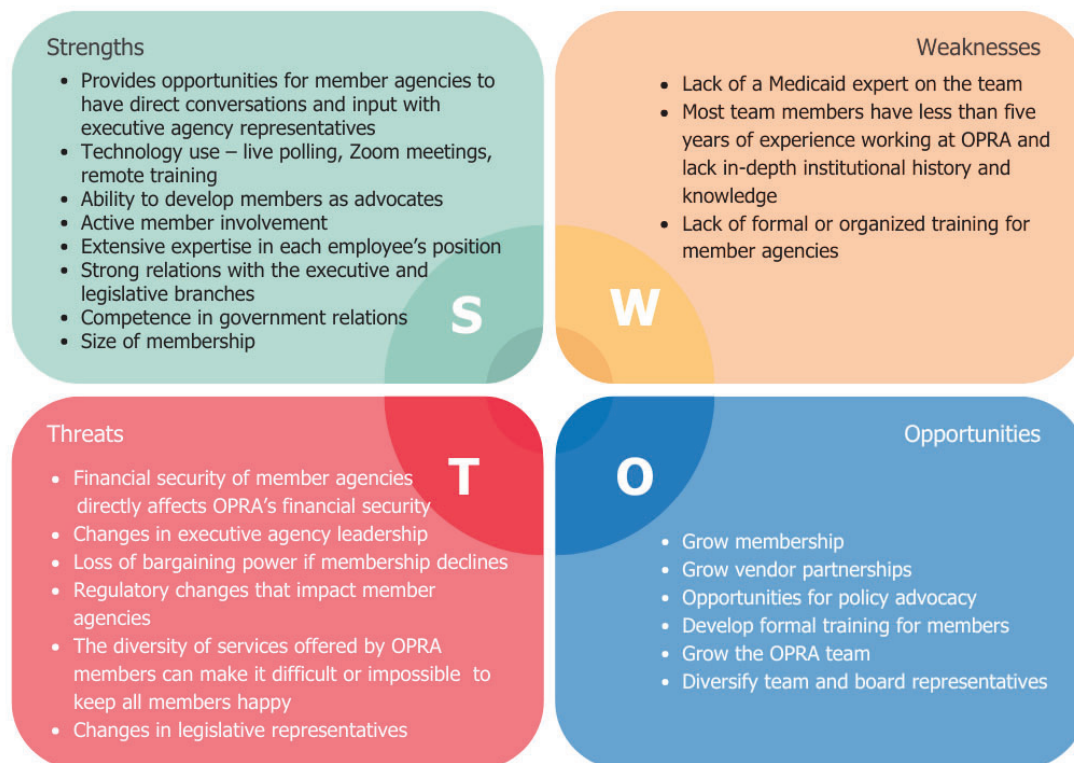 Strengths
• Provides opportunities for member agencies to
have direct conversations and input with
executive agency representatives
• Technology use – live polling, Zoom meetings,
remote training
• Ability to develop members as advocates
• Active member involvement
• Extensive expertise in each employee's position
• Strong relations with the executive and
legislative branches
• Competence in government relations
• Size of membership
S
Weaknesses
• Lack of a Medicaid expert on the team
• Most team members have less than five
years of experience working at OPRA and
lack in-depth institutional history and
knowledge
• Lack of formal or organized training for
member agencies
W
Threats
• Financial security of member agencies
directly affects OPRA's financial security
• Changes in executive agency leadership
• Loss of bargaining power if membership declines
• Regulatory changes that impact member
agencies
• The diversity of services offered by OPRA
members can make it difficult or impossible to
keep all members happy
• Changes in legislative representatives
T
Opportunities
• Grow membership
• Grow vendor partnerships
• Opportunities for policy advocacy
• Develop formal training for members
• Grow the OPRA team
• Diversify team and board representatives
O